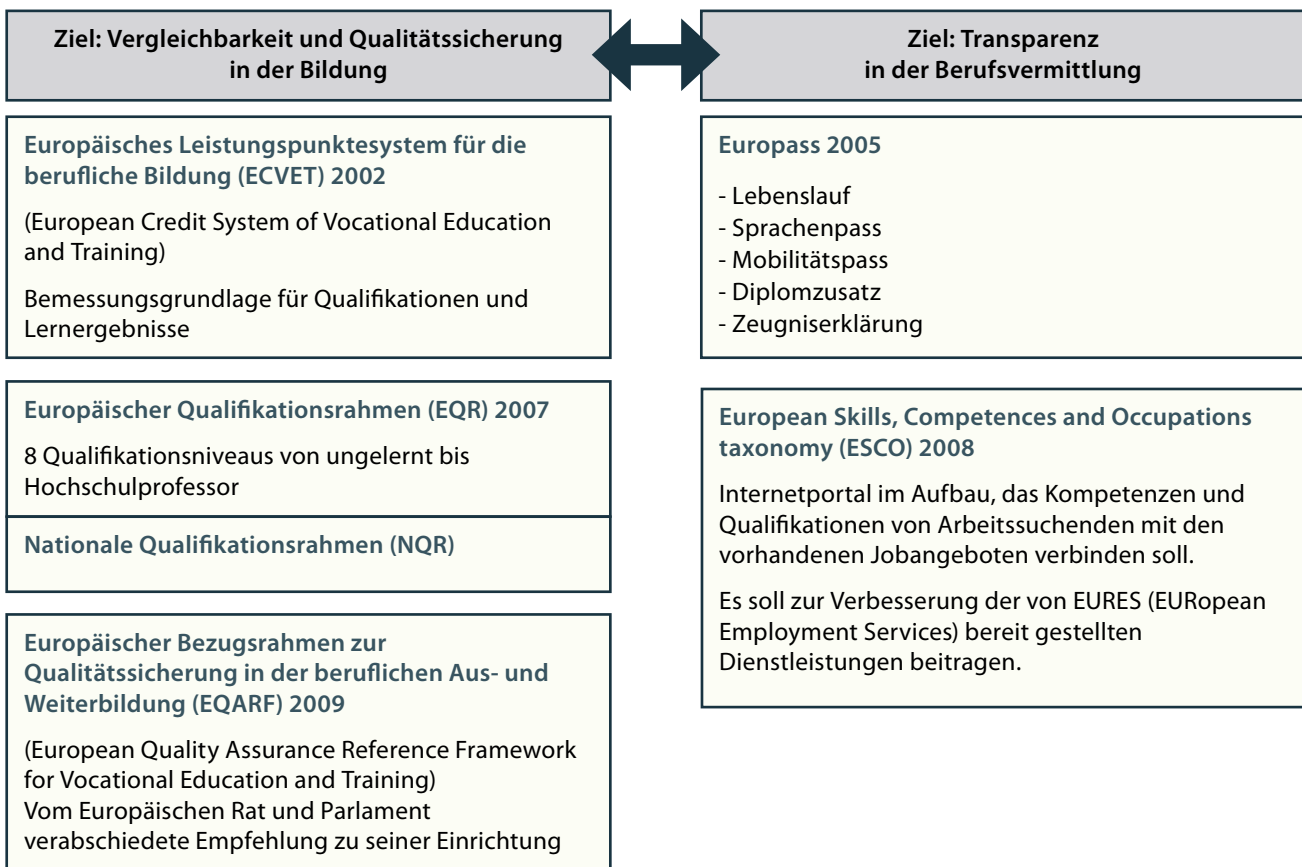 Ziel: Vergleichbarkeit und Qualitätssicherung
in der Bildung
Europäisches Leistungspunktesystem für die
berufliche Bildung (ECVET) 2002
(European Credit System of Vocational Education
and Training)
Bemessungsgrundlage für Qualifikationen und
Lernergebnisse
Europäischer Qualifikationsrahmen (EQR) 2007
8 Qualifikationsniveaus von ungelernt bis
Hochschulprofessor
Nationale Qualifikationsrahmen (NQR)
Europäischer Bezugsrahmen zur
Qualitätssicherung in der beruflichen Aus- und
Weiterbildung (EQARF) 2009
(European Quality Assurance Reference Framework
for Vocational Education and Training)
Vom Europäischen Rat und Parlament
verabschiedete Empfehlung zu seiner Einrichtung
Ziel: Transparenz
in der Berufsvermittlung
Europass 2005
- Lebenslauf
- Sprachenpass
- Mobilitätspass
- Diplomzusatz
- Zeugniserklärung
European Skills, Competences and Occupations
taxonomy (ESCO) 2008
Internetportal im Aufbau, das Kompetenzen und
Qualifikationen von Arbeitssuchenden mit den
vorhandenen Jobangeboten verbinden soll.
Es soll zur Verbesserung der von EURES (EURopean
Employment Services) bereit gestellten
Dienstleistungen beitragen.